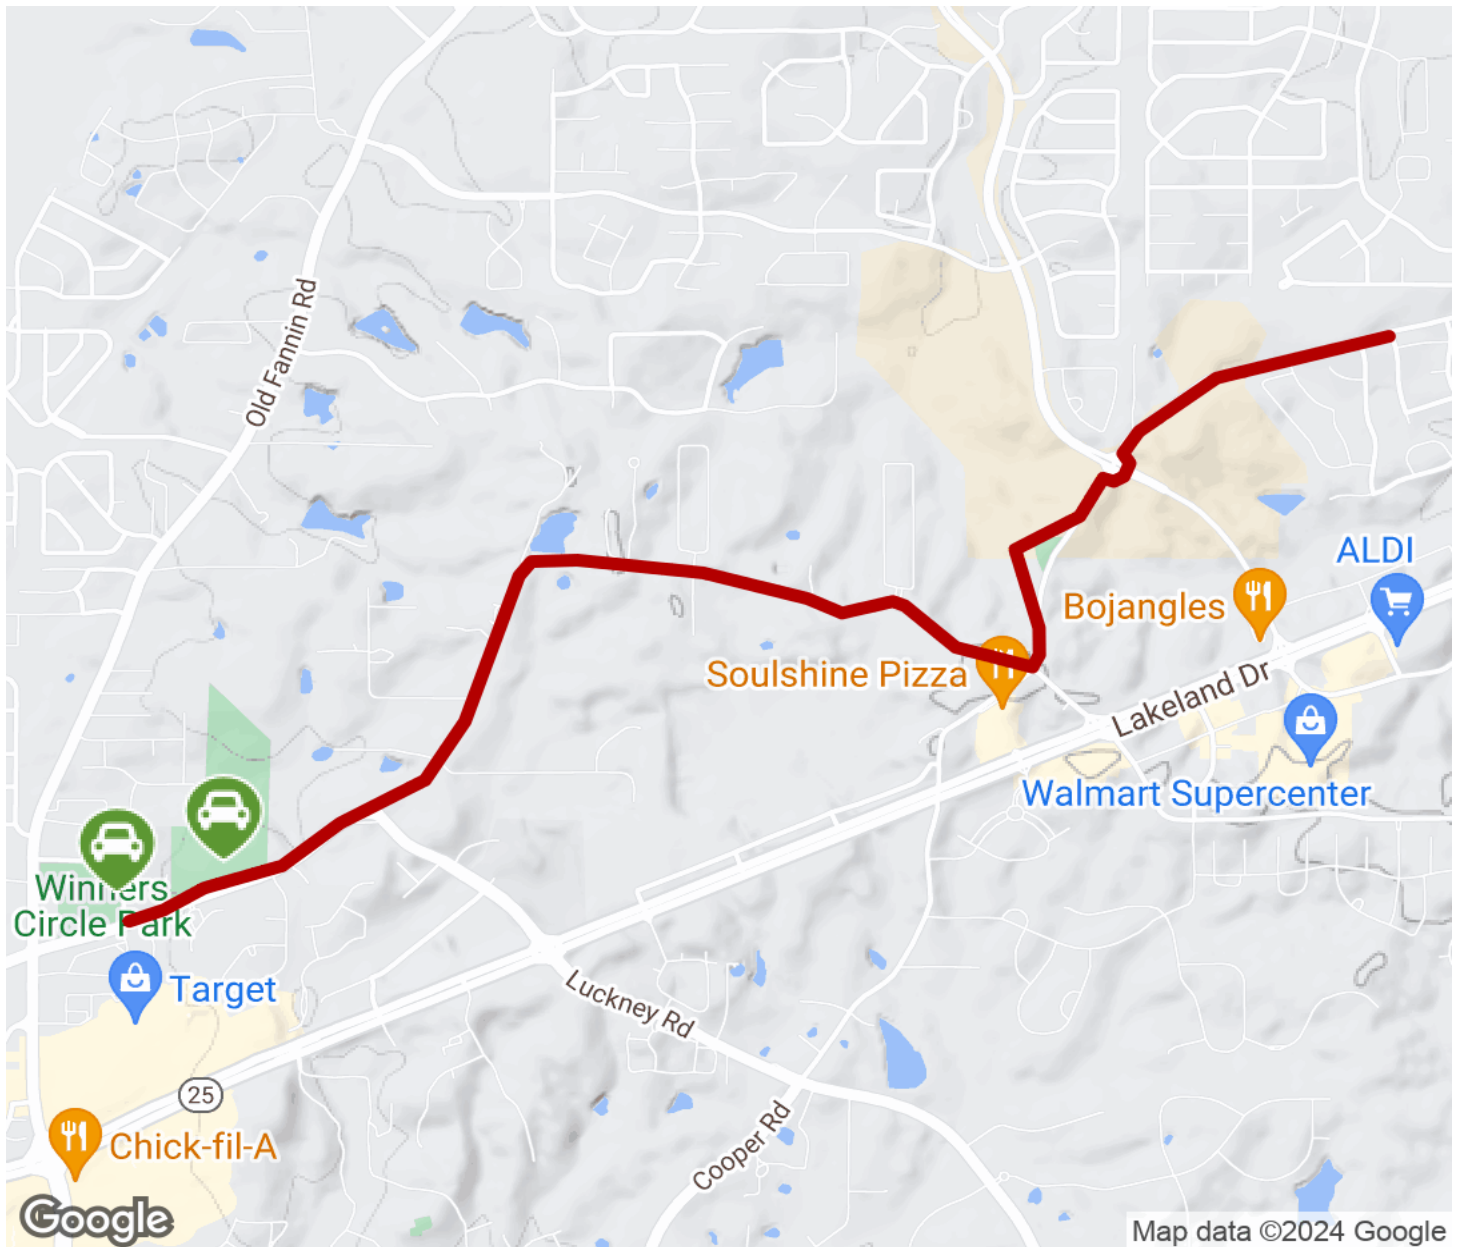 Old Fannin Rd
ALDI
Bojangles
Soulshine Pizza
Lakeland Dr
Walmart Supercenter
Winners
Circle Park
Target
Luckney Rd
25
Cooper Rd
Chick-fil-A
Google
Map data ©2024 Google